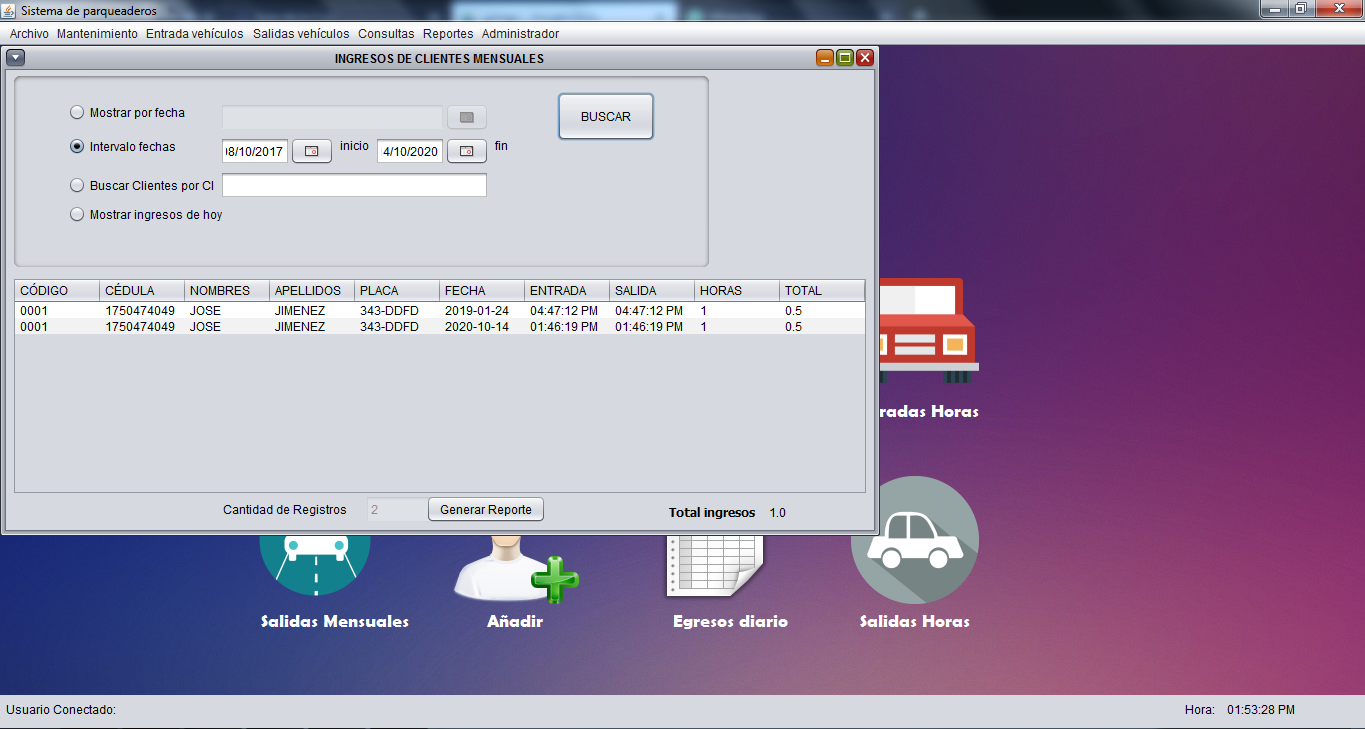 Sistema de parqueaderos
Archivo Mantenimiento Entrada vehículos Salidas vehículos Consultas Reportes Administrador
INGRESOS DE CLIENTES MENSUALES
Mostrar por fecha
BUSCAR
Intervalo fechas 8/10/2017 inicio 4/10/2020 fin
Buscar Clientes por CI
Mostrar ingresos de hoy
CÓDIGO CÉDULA NOMBRES APELLIDOS PLACA FECHA ENTRADA SALIDA HORAS TOTAL
0001 1750474049 JOSE JIMENEZ 343-DDFD 2019-01-24 04:47:12 PM 04:47:12 PM 1 0.5
0001 1750474049 JOSE JIMENEZ 343-DDFD 2020-10-14 01:46:19 PM 01:46:19 PM 1 0.5
radas Horas
Cantidad de Registros 2 Generar Reporte Total ingresos 1.0
Salidas Mensuales Añadir Egresos diario Salidas Horas
Usuario Conectado: Hora: 01:53:28 PM